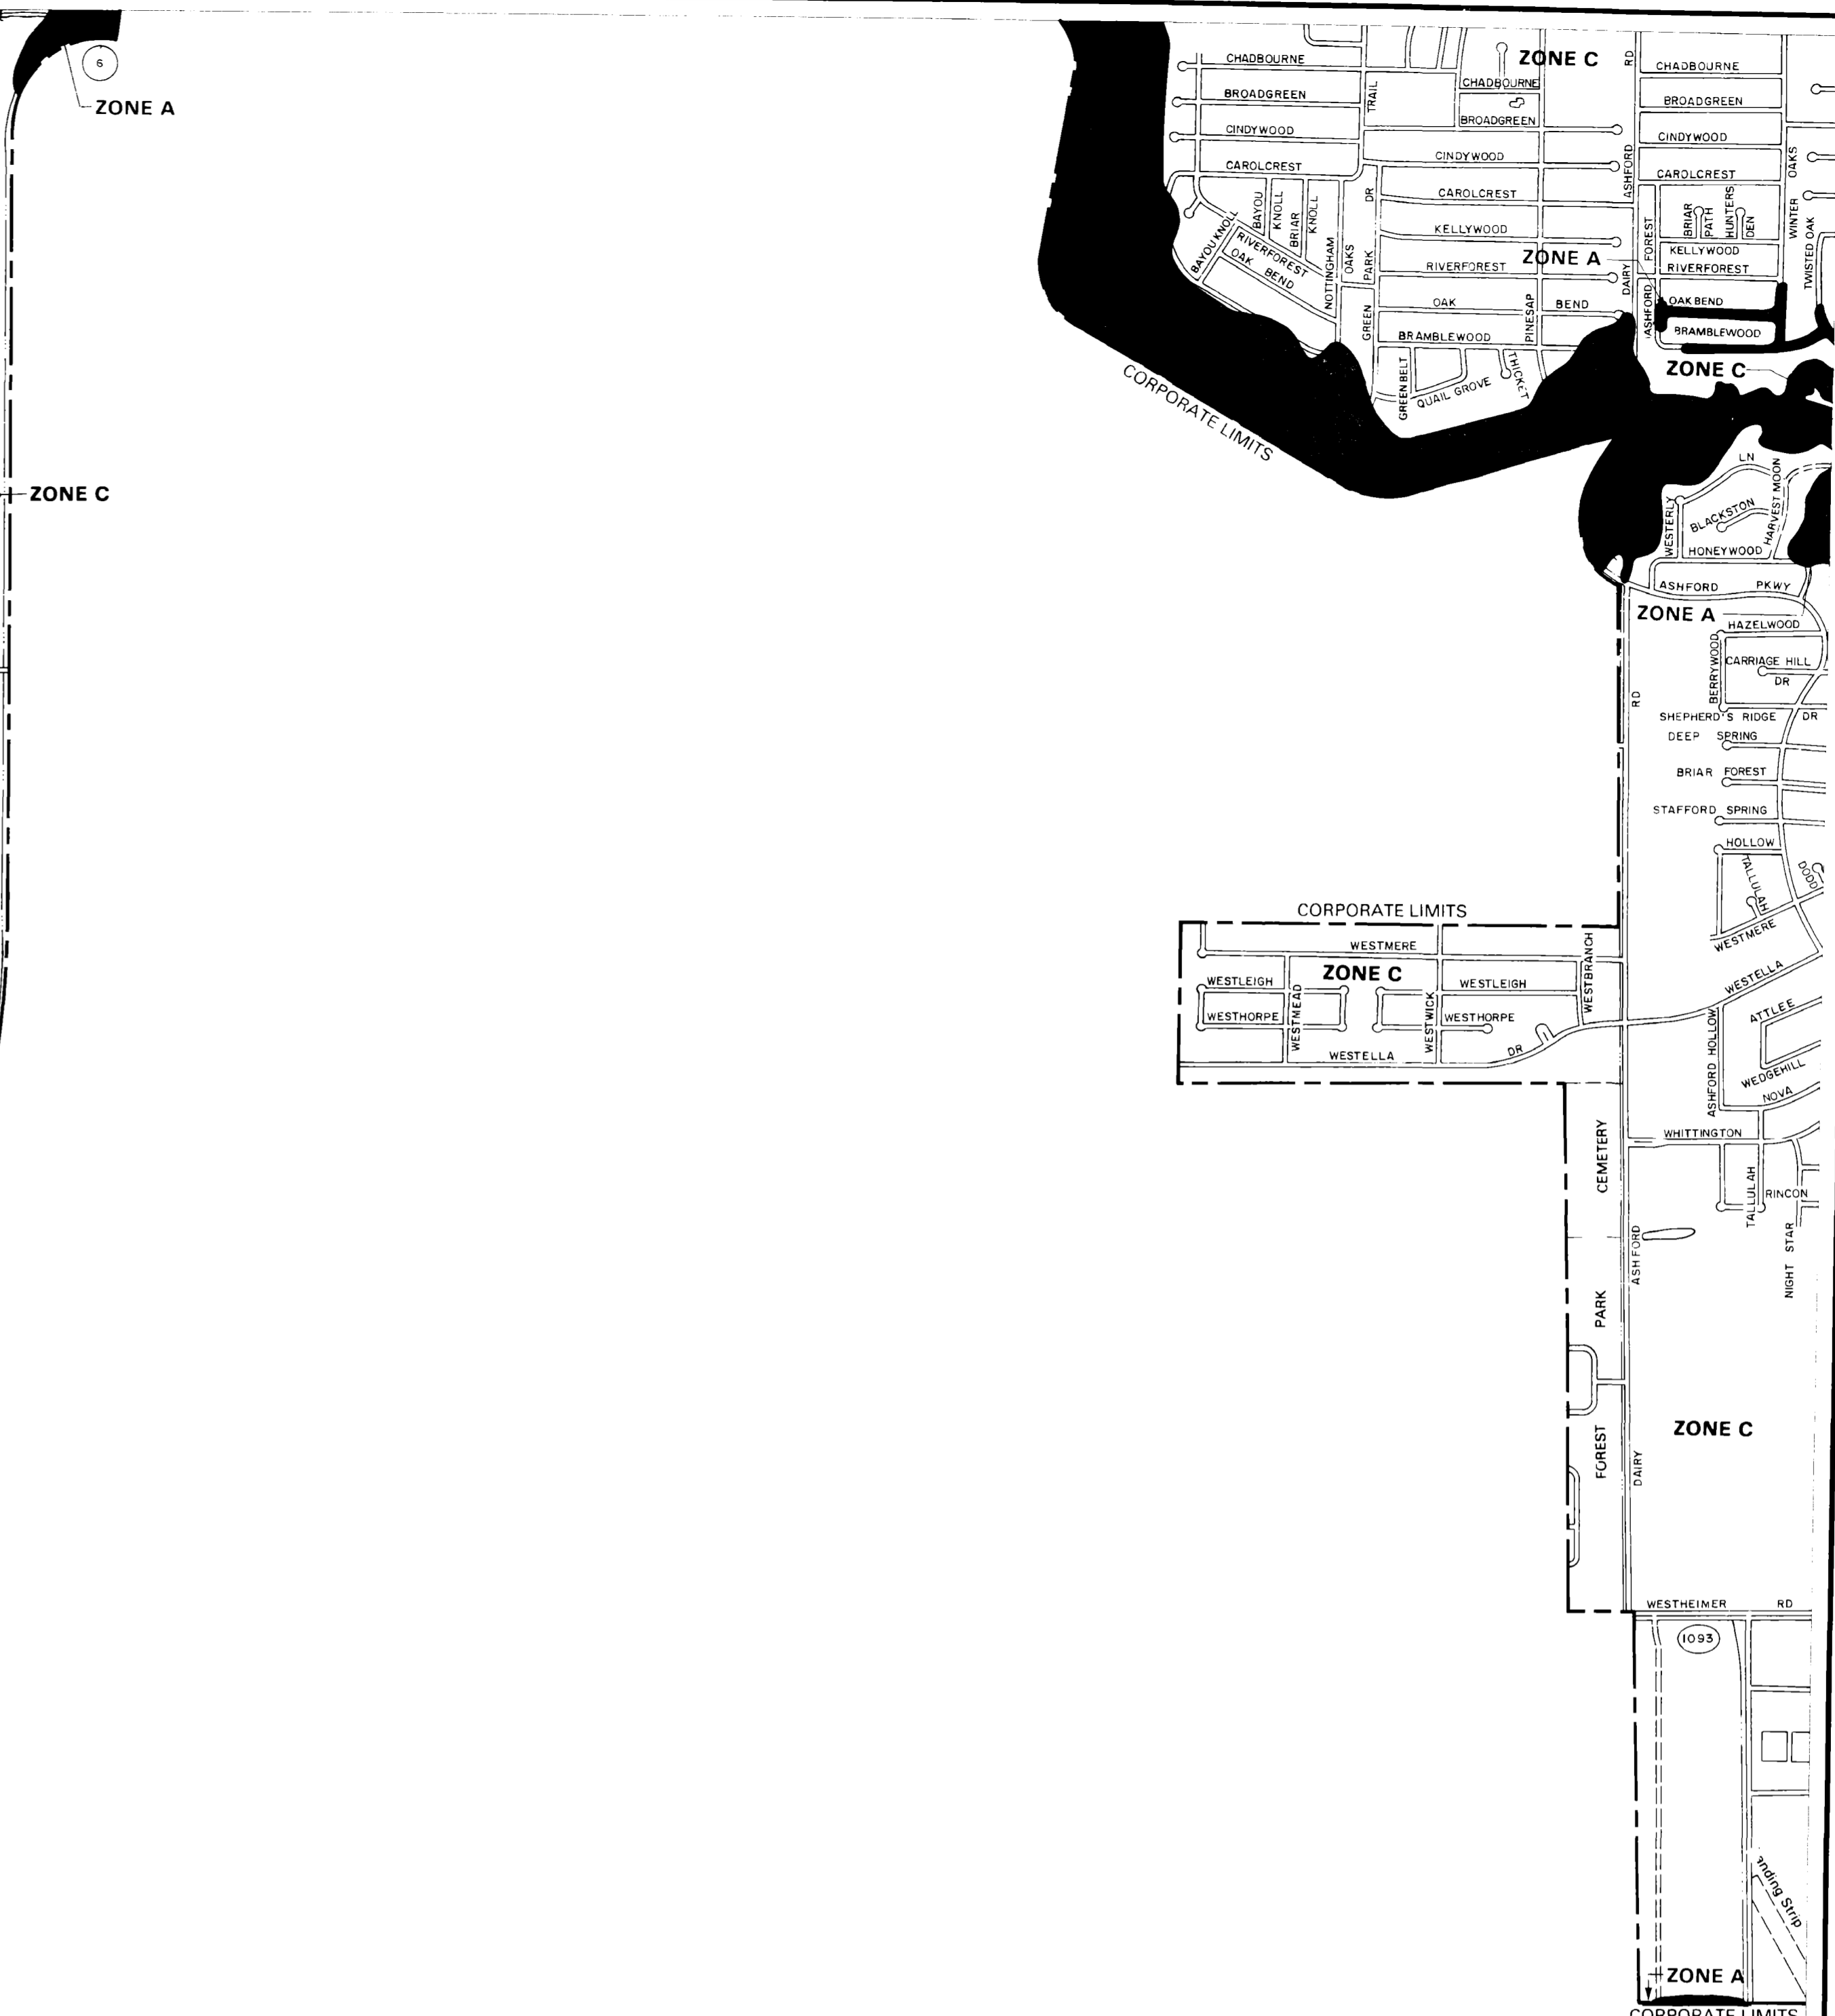 6
ZONE A
ZONE C
CHADBOURNE
BROADGREEN
CINDYWOOD
CAROLCREST
TRAIL
ZONE C
CHADBOURNE
BROADGREEN
CINDYWOOD
CAROLCREST
KELLYWOOD
ZONE A
RIVERFOREST
OAK BEND
BRAMBLEWOOD
QUAIL GROVE
THICKET
GREENBELT
PINESAP
GREEN PARK DR
NOTTINGHAM OAKS
BAYOU KNOLL
BRIAR KNOLL
BAYOU KNOLL
RIVERFOREST
OAK BEND
CORPORATE LIMITS
RD
ASHFORD
DAIRY
CHADBOURNE
BROADGREEN
CINDYWOOD
CAROLCREST
BRIAR PATH
HUNTERS DEN
KELLYWOOD
RIVERFOREST
OAK BEND
BRAMBLEWOOD
ASHFORD FOREST
WINTER OAKS
TWISTED OAK
ZONE C
LN
WESTERLY
BLACKSTON
HARVEST MOON
HONEYWOOD
ASHFORD PKWY
ZONE A
HAZELWOOD
BERRYWOOD
CARRIAGE HILL
DR
RD
SHEPHERD'S RIDGE DR
DEEP SPRING
BRIAR FOREST
STAFFORD SPRING
HOLLOW
TALLULAH
DODD
WESTMERE
WESTELLA
ATTLEE
ASHFORD HOLLOW
WEDGEHILL
NOVA
CORPORATE LIMITS
WESTMERE
WESTBRANCH
WESTLEIGH
ZONE C
WESTLEIGH
WESTHORPE
WESTMEAD
WESTWICK
WESTHORPE
WESTELLA
DR
WHITTINGTON
TALLULAH
RINCON
NIGHT STAR
FOREST PARK CEMETERY
DAIRY ASHFORD
ZONE C
WESTHEIMER RD
1093
anding Strip
ZONE A
CORPORATE LIMITS